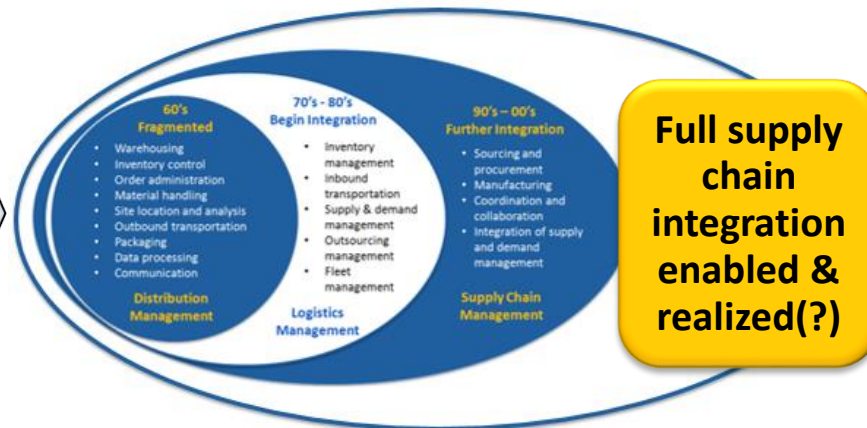 60's
Fragmented
• Warehousing
• Inventory control
• Order administration
• Material handling
• Site location and analysis
• Outbound transportation
• Packaging
• Data processing
• Communication
Distribution
Management
70's - 80's
Begin Integration
• Inventory
management
• Inbound
transportation
• Supply & demand
management
• Outsourcing
management
• Fleet
management
Logistics
Management
90's – 00's
Further Integration
• Sourcing and
procurement
• Manufacturing
• Coordination and
collaboration
• Integration of supply
and demand
management
Supply Chain
Management
Full supply
chain
integration
enabled &
realized(?)